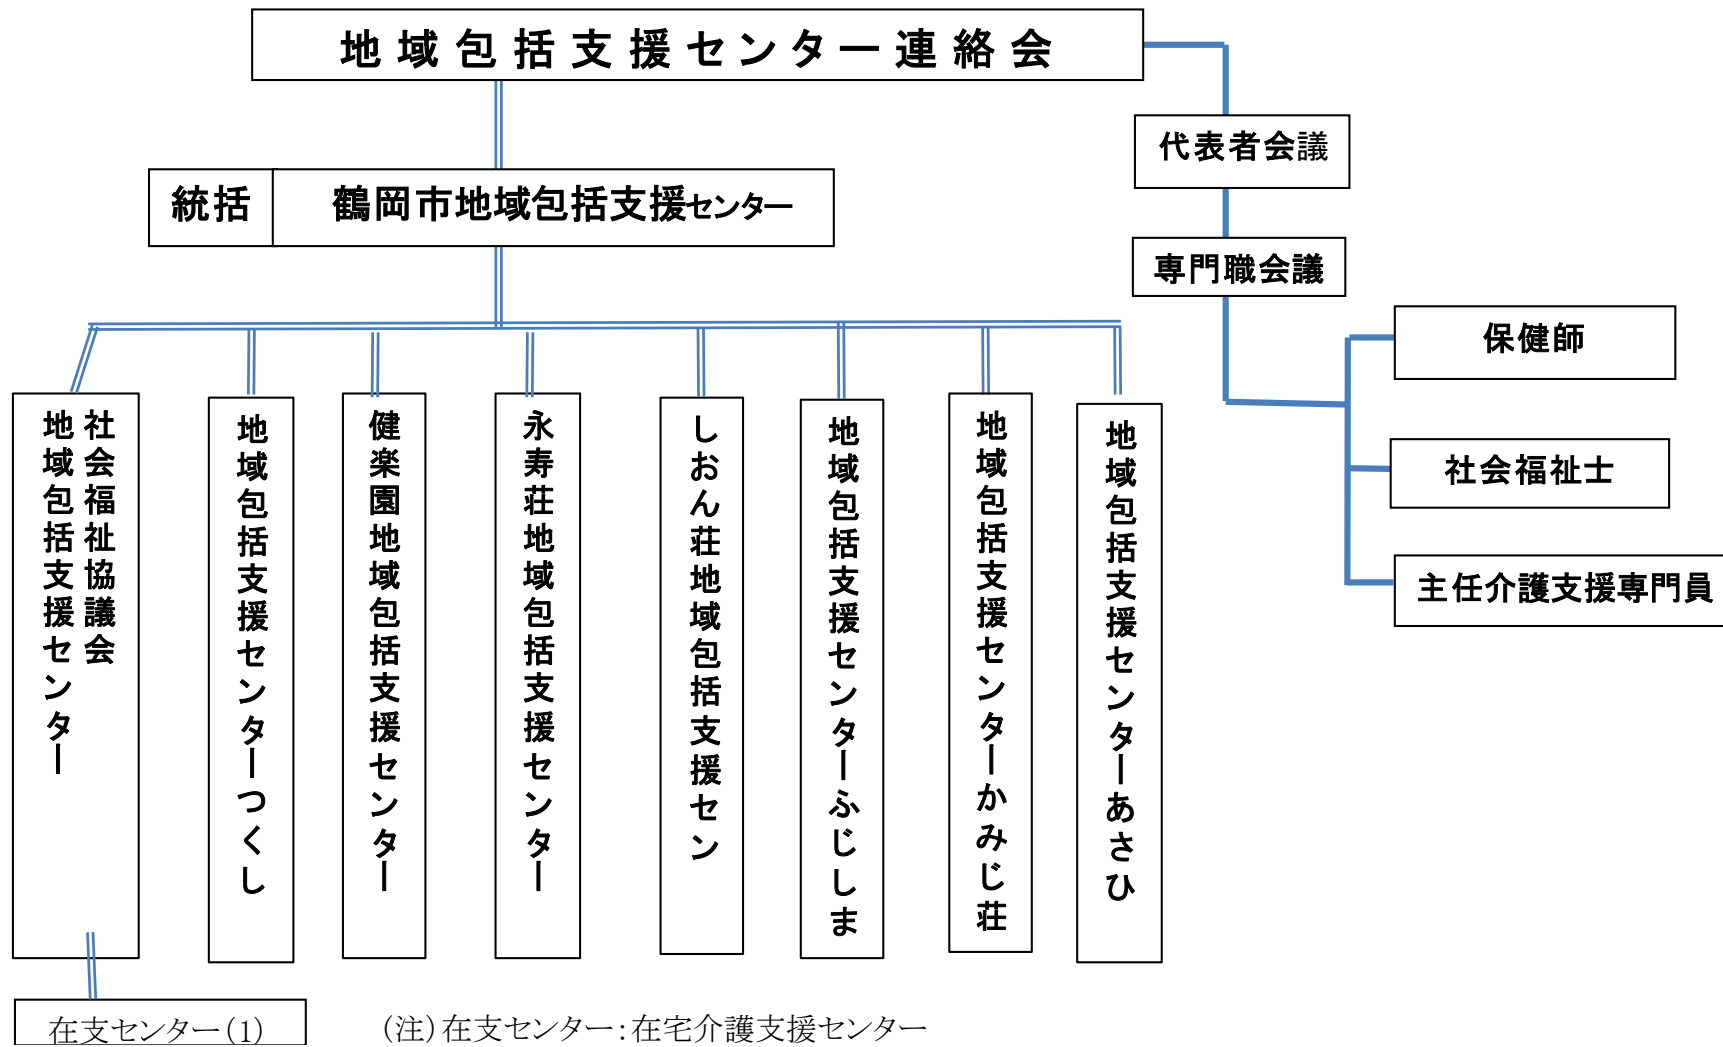 地域包括支援センター連絡会
代表者会議
統括
鶴岡市地域包括支援センター
専門職会議
保健師
社会福祉士
主任介護支援専門員
社会福祉協議会
地域包括支援センター
地域包括支援センターつくし
健楽園地域包括支援センター
永寿荘地域包括支援センター
しおん荘地域包括支援セン
地域包括支援センターふじしま
地域包括支援センターかみじ荘
地域包括支援センターあさひ
在支センター(1)
(注)在支センター:在宅介護支援センター